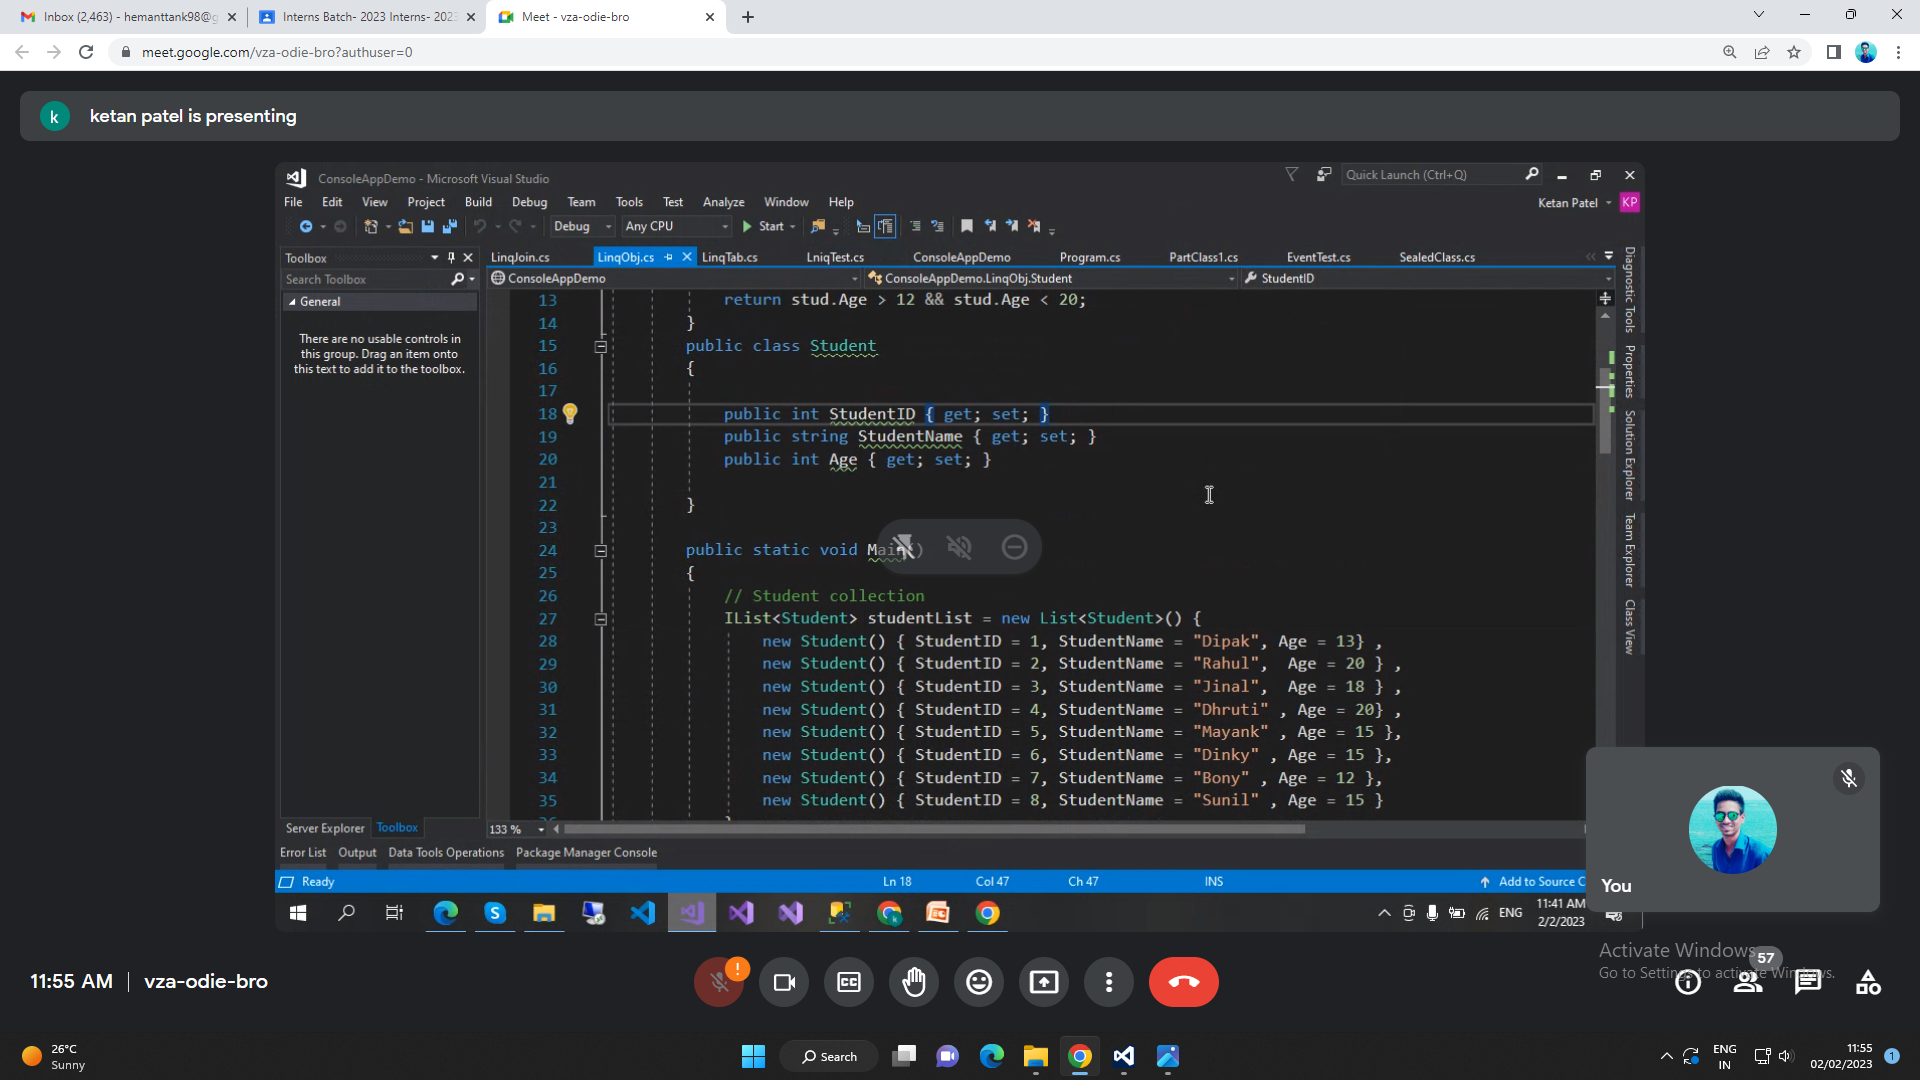 Inbox (2,463) - hemanttank98@g
Interns Batch- 2023 Interns- 2023
Meet - vza-odie-bro
meet.google.com/vza-odie-bro?authuser=0
k
ketan patel is presenting
ConsoleAppDemo - Microsoft Visual Studio
Quick Launch (Ctrl+Q)
File Edit View Project Build Debug Team Tools Test Analyze Window Help
Ketan Patel KP
Debug Any CPU Start
Toolbox
Search Toolbox
General
There are no usable controls in
this group. Drag an item onto
this text to add it to the toolbox.
LinqJoin.cs LinqObj.cs LinqTab.cs LniqTest.cs ConsoleAppDemo Program.cs PartClass1.cs EventTest.cs SealedClass.cs
ConsoleAppDemo ConsoleAppDemo.LinqObj.Student StudentID
13 return stud.Age > 12 && stud.Age < 20;
14 }
15 public class Student
16 {
17
18 public int StudentID { get; set; }
19 public string StudentName { get; set; }
20 public int Age { get; set; }
21
22 }
23
24 public static void Main()
25 {
26 // Student collection
27 IList<Student> studentList = new List<Student>() {
28 new Student() { StudentID = 1, StudentName = "Dipak", Age = 13} ,
29 new Student() { StudentID = 2, StudentName = "Rahul", Age = 20 } ,
30 new Student() { StudentID = 3, StudentName = "Jinal", Age = 18 } ,
31 new Student() { StudentID = 4, StudentName = "Dhruti" , Age = 20} ,
32 new Student() { StudentID = 5, StudentName = "Mayank" , Age = 15 },
33 new Student() { StudentID = 6, StudentName = "Dinky" , Age = 15 },
34 new Student() { StudentID = 7, StudentName = "Bony" , Age = 12 },
35 new Student() { StudentID = 8, StudentName = "Sunil" , Age = 15 }
Diagnostic Tools
Properties
Solution Explorer
Team Explorer
Class View
Server Explorer Toolbox
133 %
Error List Output Data Tools Operations Package Manager Console
Ready Ln 18 Col 47 Ch 47 INS Add to Source C
ENG
11:41 AM
2/2/2023
You
11:55 AM vza-odie-bro
Activate Windows
Go to Settings to activate Windows.
57
26°C
Sunny
Search
ENG
IN
11:55
02/02/2023
1